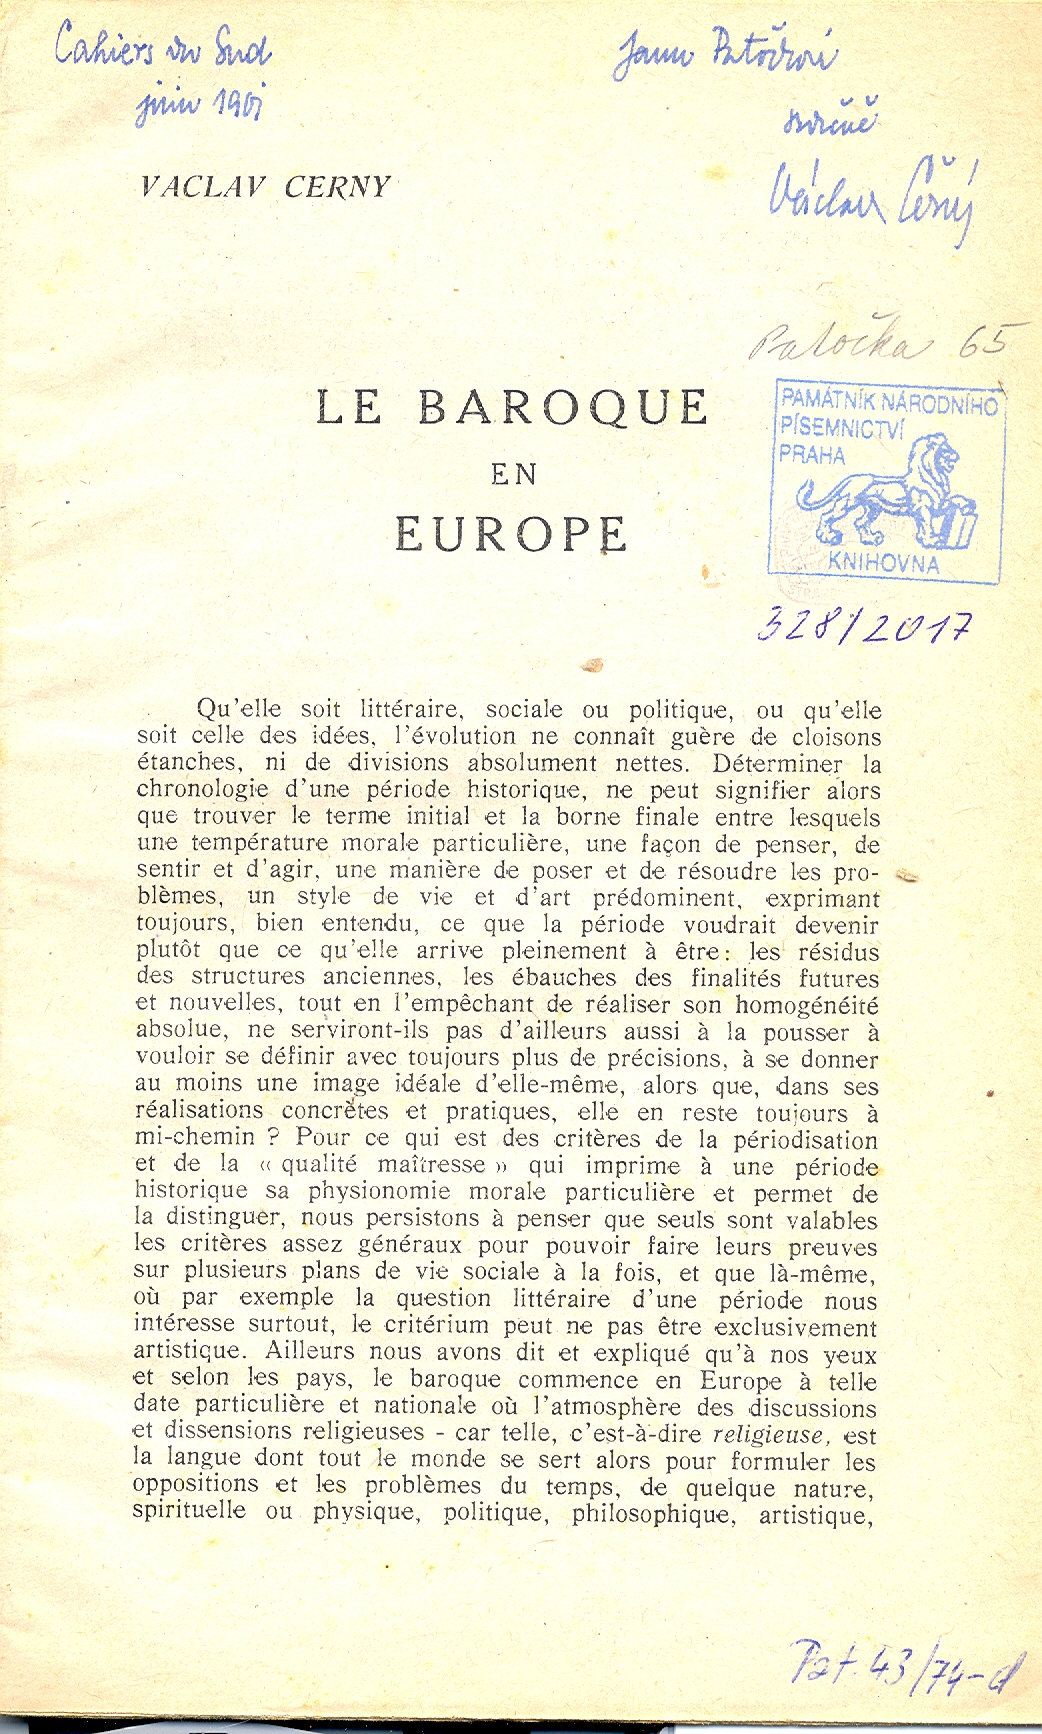 Cahiers du Sud
juin 1961
Janu Patočkovi
srdečně
Václav Černý
VACLAV CERNY
Patočka 65
LE BAROQUE
EN
EUROPE
PAMÁTNÍK NÁRODNÍHO
PÍSEMNICTVÍ
PRAHA
KNIHOVNA
328/2017
Qu'elle soit littéraire, sociale ou politique, ou qu'elle
soit celle des idées, l'évolution ne connaît guère de cloisons
étanches, ni de divisions absolument nettes. Déterminer la
chronologie d'une période historique, ne peut signifier alors
que trouver le terme initial et la borne finale entre lesquels
une température morale particulière, une façon de penser, de
sentir et d'agir, une manière de poser et de résoudre les pro-
blèmes, un style de vie et d'art prédominent, exprimant
toujours, bien entendu, ce que la période voudrait devenir
plutôt que ce qu'elle arrive pleinement à être: les résidus
des structures anciennes, les ébauches des finalités futures
et nouvelles, tout en l'empêchant de réaliser son homogénéité
absolue, ne serviront-ils pas d'ailleurs aussi à la pousser à
vouloir se définir avec toujours plus de précisions, à se donner
au moins une image idéale d'elle-même, alors que, dans ses
réalisations concrètes et pratiques, elle en reste toujours à
mi-chemin ? Pour ce qui est des critères de la périodisation
et de la « qualité maîtresse » qui imprime à une période
historique sa physionomie morale particulière et permet de
la distinguer, nous persistons à penser que seuls sont valables
les critères assez généraux pour pouvoir faire leurs preuves
sur plusieurs plans de vie sociale à la fois, et que là-même,
où par exemple la question littéraire d'une période nous
intéresse surtout, le critérium peut ne pas être exclusivement
artistique. Ailleurs nous avons dit et expliqué qu'à nos yeux
et selon les pays, le baroque commence en Europe à telle
date particulière et nationale où l'atmosphère des discussions
et dissensions religieuses - car telle, c'est-à-dire religieuse, est
la langue dont tout le monde se sert alors pour formuler les
oppositions et les problèmes du temps, de quelque nature,
spirituelle ou physique, politique, philosophique, artistique,
Pat. 43/74-d